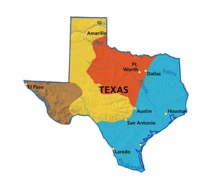 Amarillo
Ft.
Worth
Dallas
TEXAS
El Paso
Austin
Houston
San Antonio
Laredo